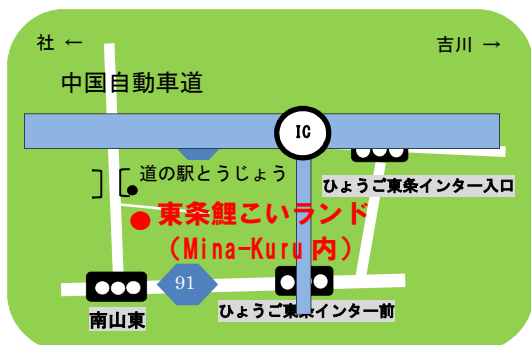 社 ←
吉川 →
中国自動車道
IC
道の駅とうじょう
ひょうご東条インター入口
東条鯉こいランド
（Mina-Kuru 内）
91
南山東
ひょうご東条インター前